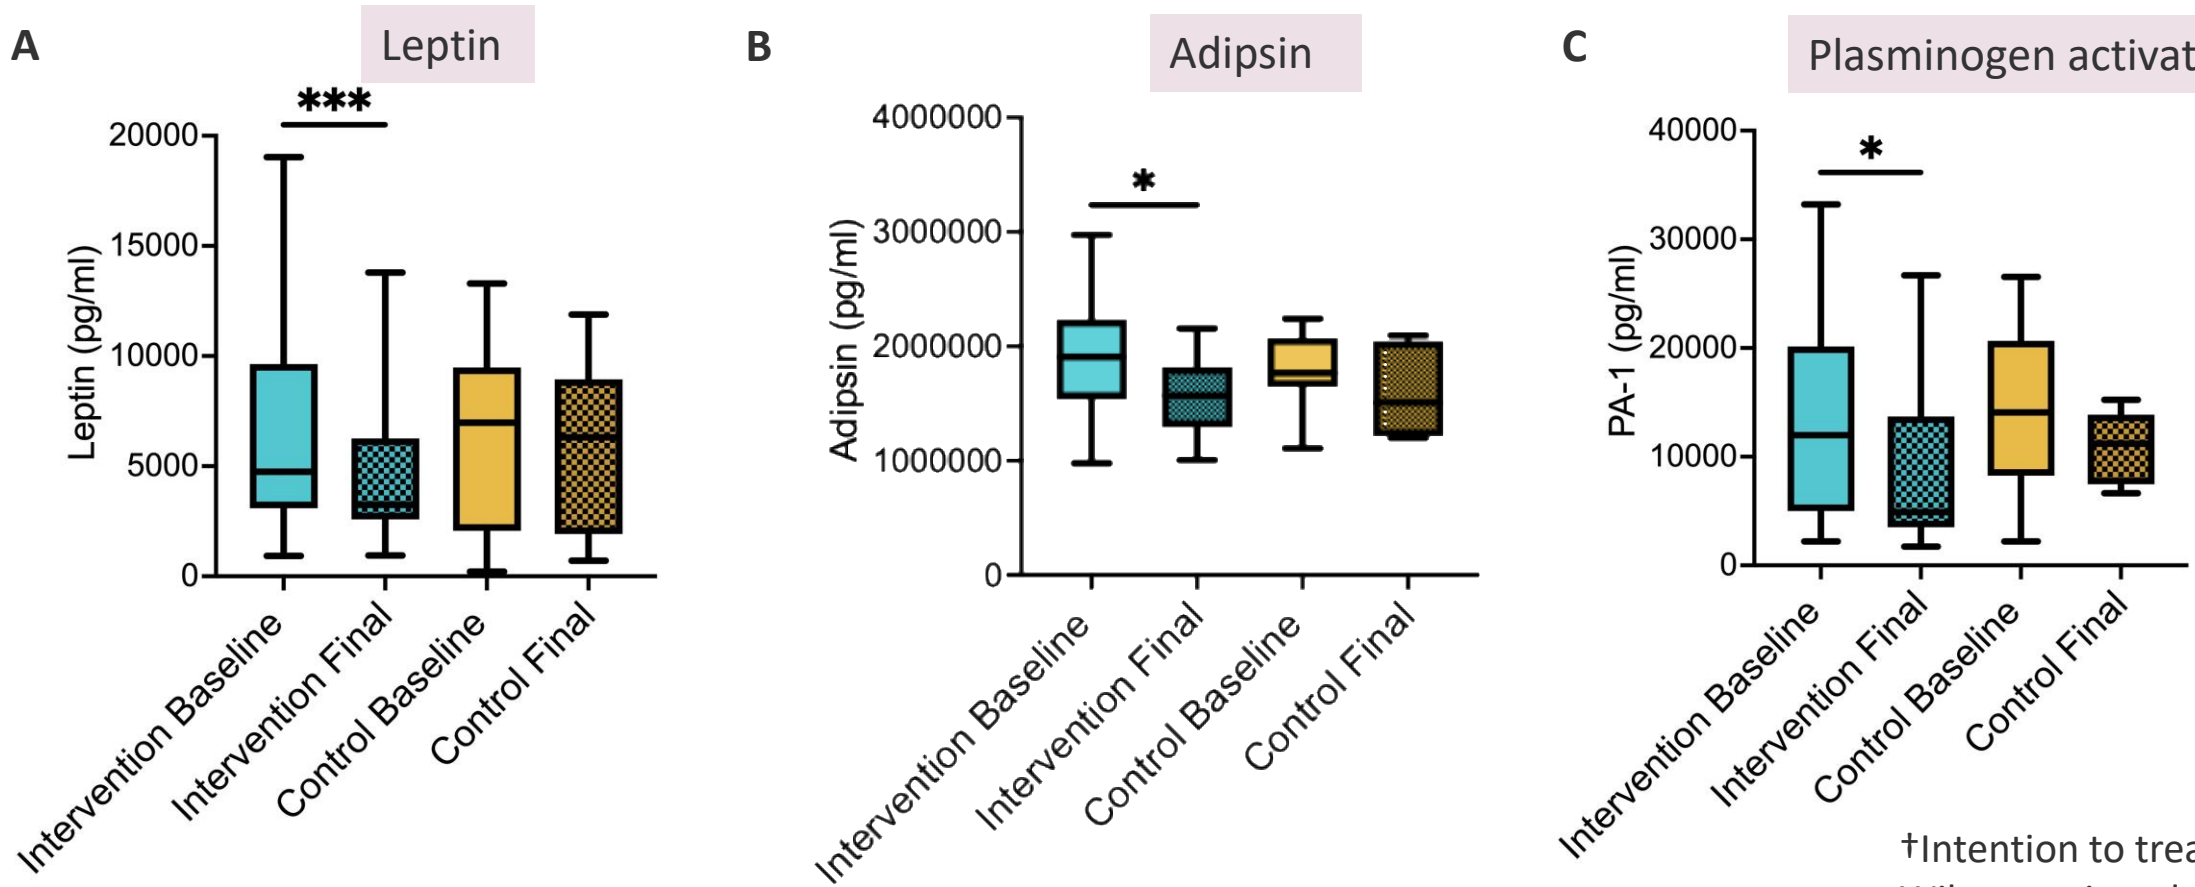 A
Leptin
***
Leptin (pg/ml)
20000
15000
10000
5000
0
Intervention Baseline
Intervention Final
Control Baseline
Control Final
B
Adipsin
*
Adipsin (pg/ml)
4000000
3000000
2000000
1000000
0
Intervention Baseline
Intervention Final
Control Baseline
Control Final
C
Plasminogen activat
*
PA-1 (pg/ml)
40000
30000
20000
10000
0
Intervention Baseline
Intervention Final
Control Baseline
Control Final
†Intention to trea